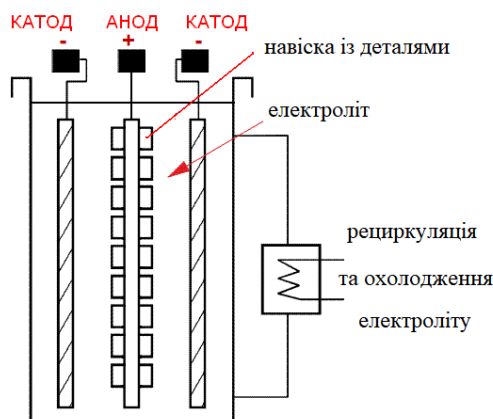 КАТОД АНОД КАТОД
- + -
навіска із деталями
електроліт
рециркуляція
та охолодження
електроліту